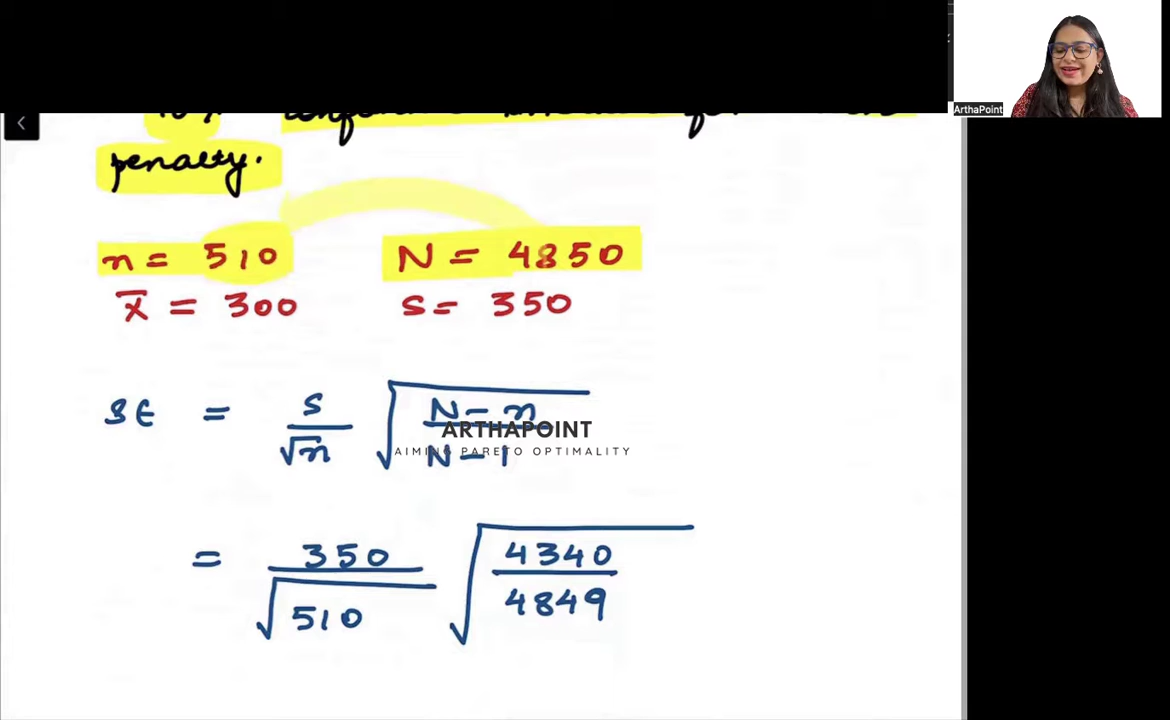 ArthaPoint
penalty.
n = 510 N = 4850
x̄ = 300 s = 350
SE = s/√n √(N-n/N-1)
ARTHAPOINT
AIMING PARETO OPTIMALITY
= 350/√510 √(4340/4849)